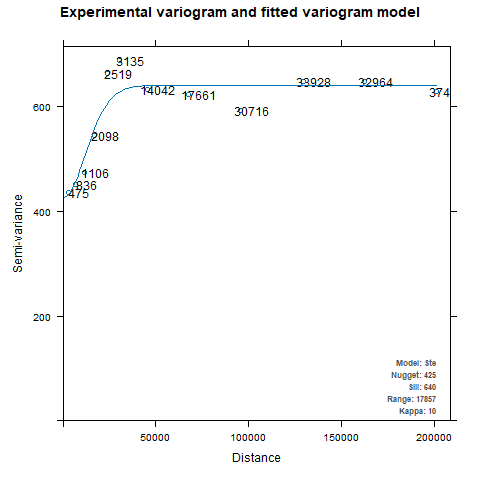 Experimental variogram and fitted variogram model
Semi-variance
600
400
200
3135
2519
14042
17661
30716
33928
32964
374
2098
1106
836
475
Model: Ste
Nugget: 425
Sill: 640
Range: 17857
Kappa: 10
50000 100000 150000 200000
Distance